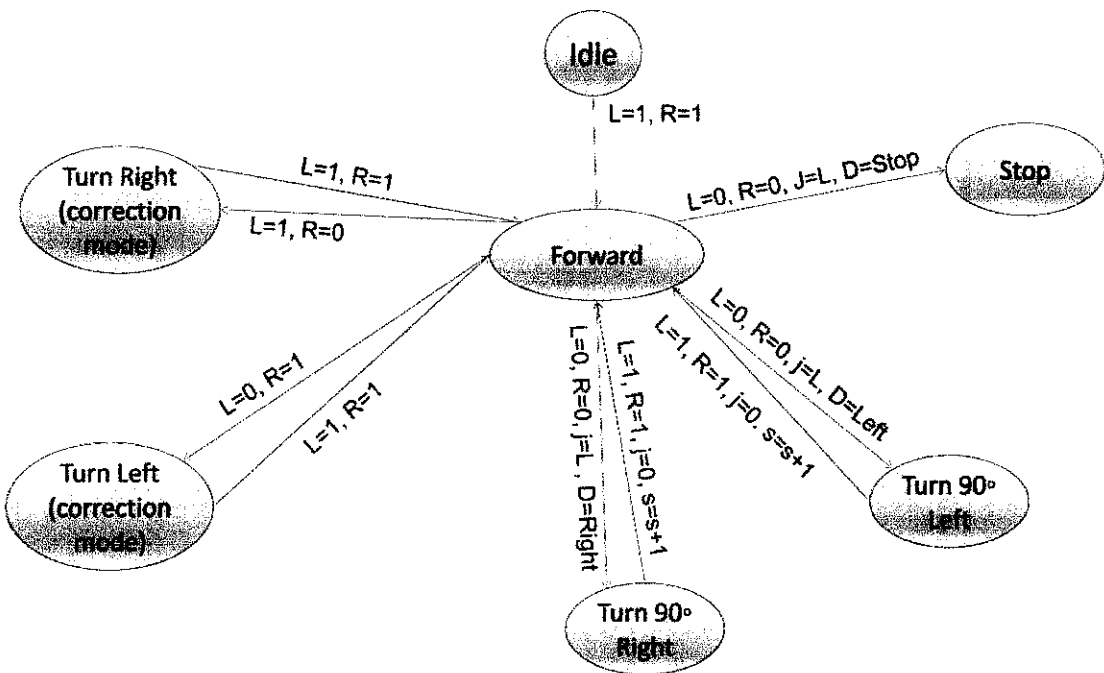 Idle
L=1, R=1
Turn Right
(correction
mode)
L=1, R=1
L=1, R=0
L=0, R=0, J=L, D=Stop
Stop
Forward
L=0, R=1
L=1, R=1
Turn Left
(correction
mode)
L=0, R=0, j=L , D=Right
L=1, R=1, j=0, s=s+1
L=0, R=0, j=L, D=Left
L=1, R=1, j=0, s=s+1
Turn 90°
Left
Turn 90°
Right